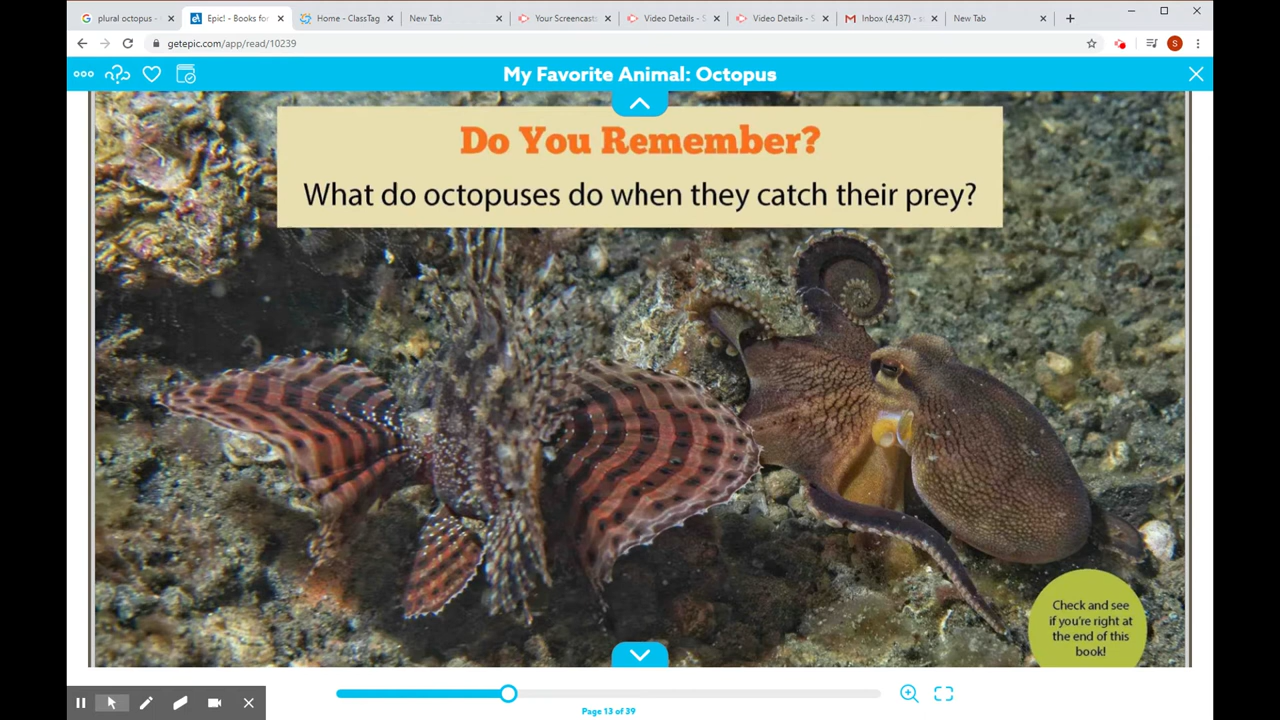 plural octopus -
Epic! - Books for
Home - ClassTag
New Tab
Your Screencast
Video Details - S
Video Details - S
Inbox (4,437) - s
New Tab
getepic.com/app/read/10239
S
My Favorite Animal: Octopus
Do You Remember?
What do octopuses do when they catch their prey?
Check and see
if you're right at
the end of this
book!
Page 13 of 39